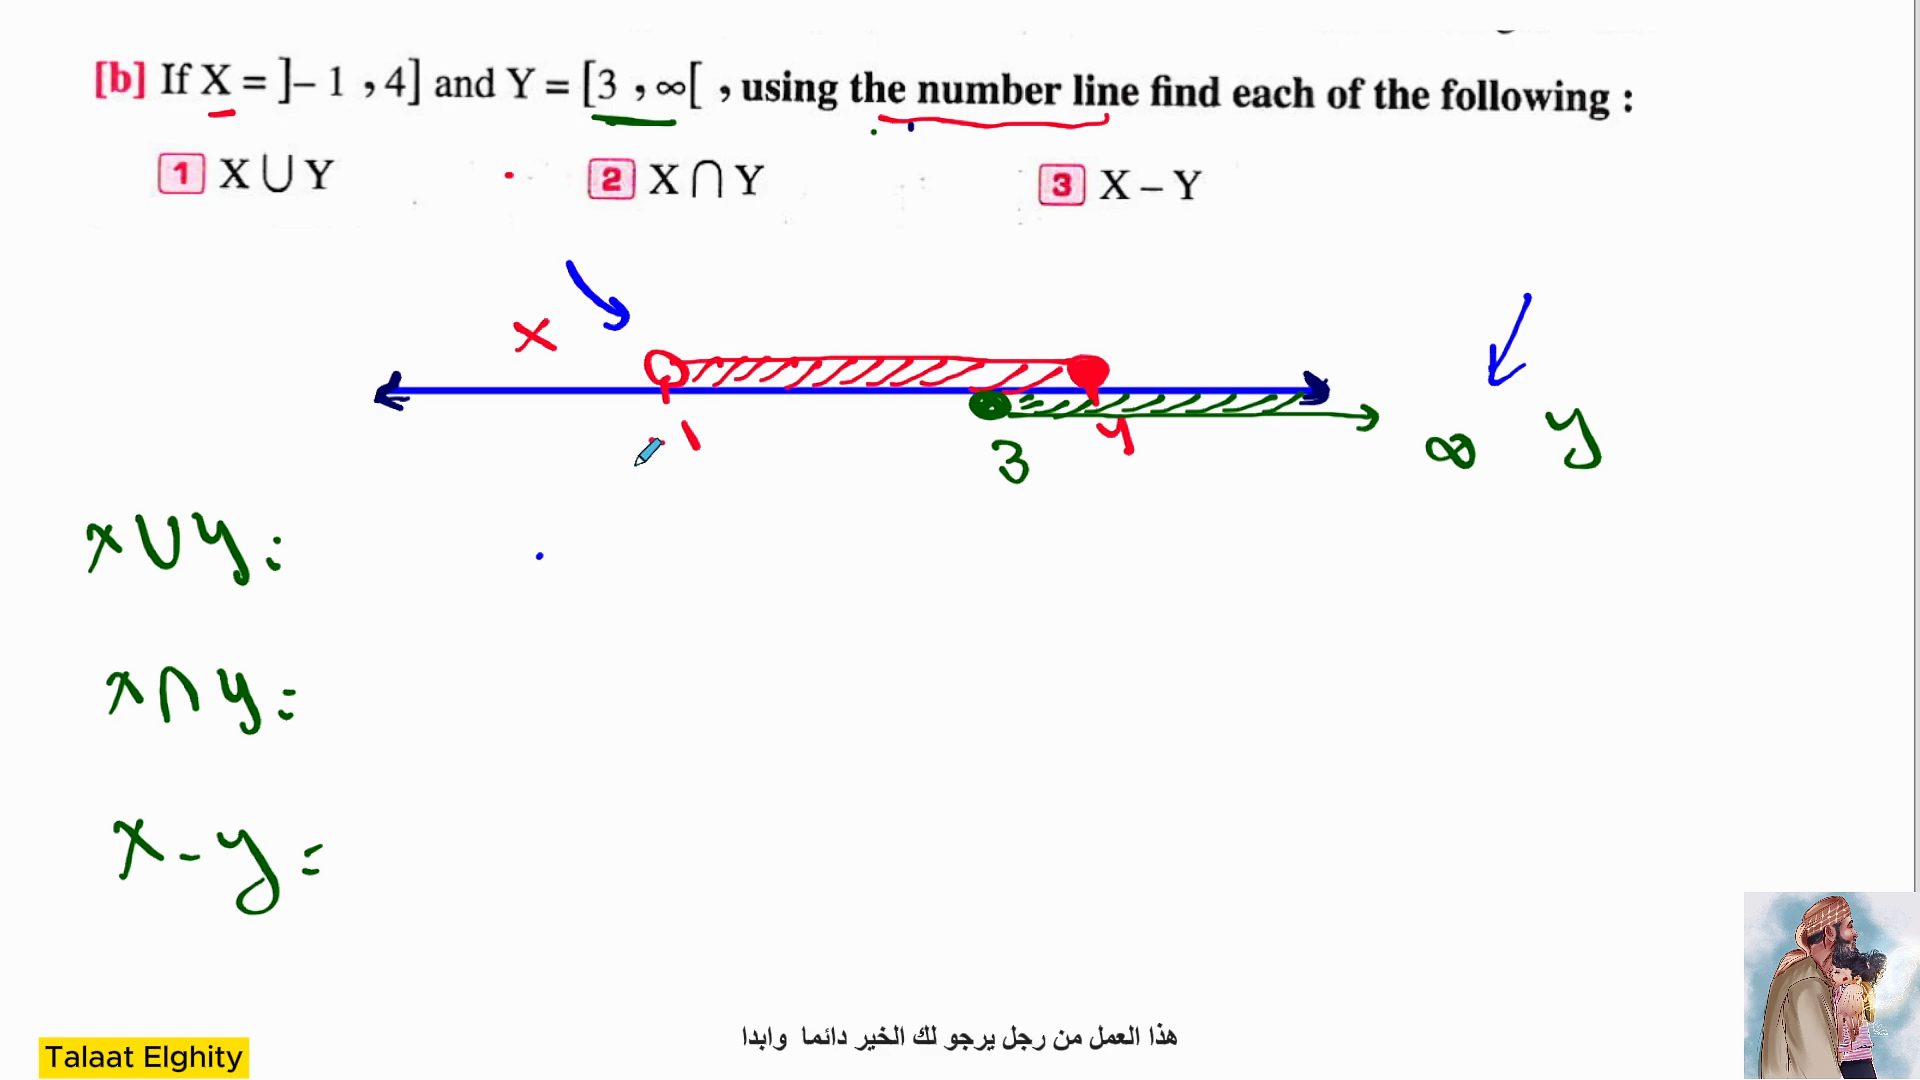 [b] If X = ]– 1 , 4] and Y = [3 , ∞[ , using the number line find each of the following :
1 X ∪ Y 2 X ∩ Y 3 X – Y
x
-1 3 4 ∞ y
x ∪ y =
x ∩ y =
x - y =
هذا العمل من رجل يرجو لك الخير دائما وابدا
Talaat Elghity